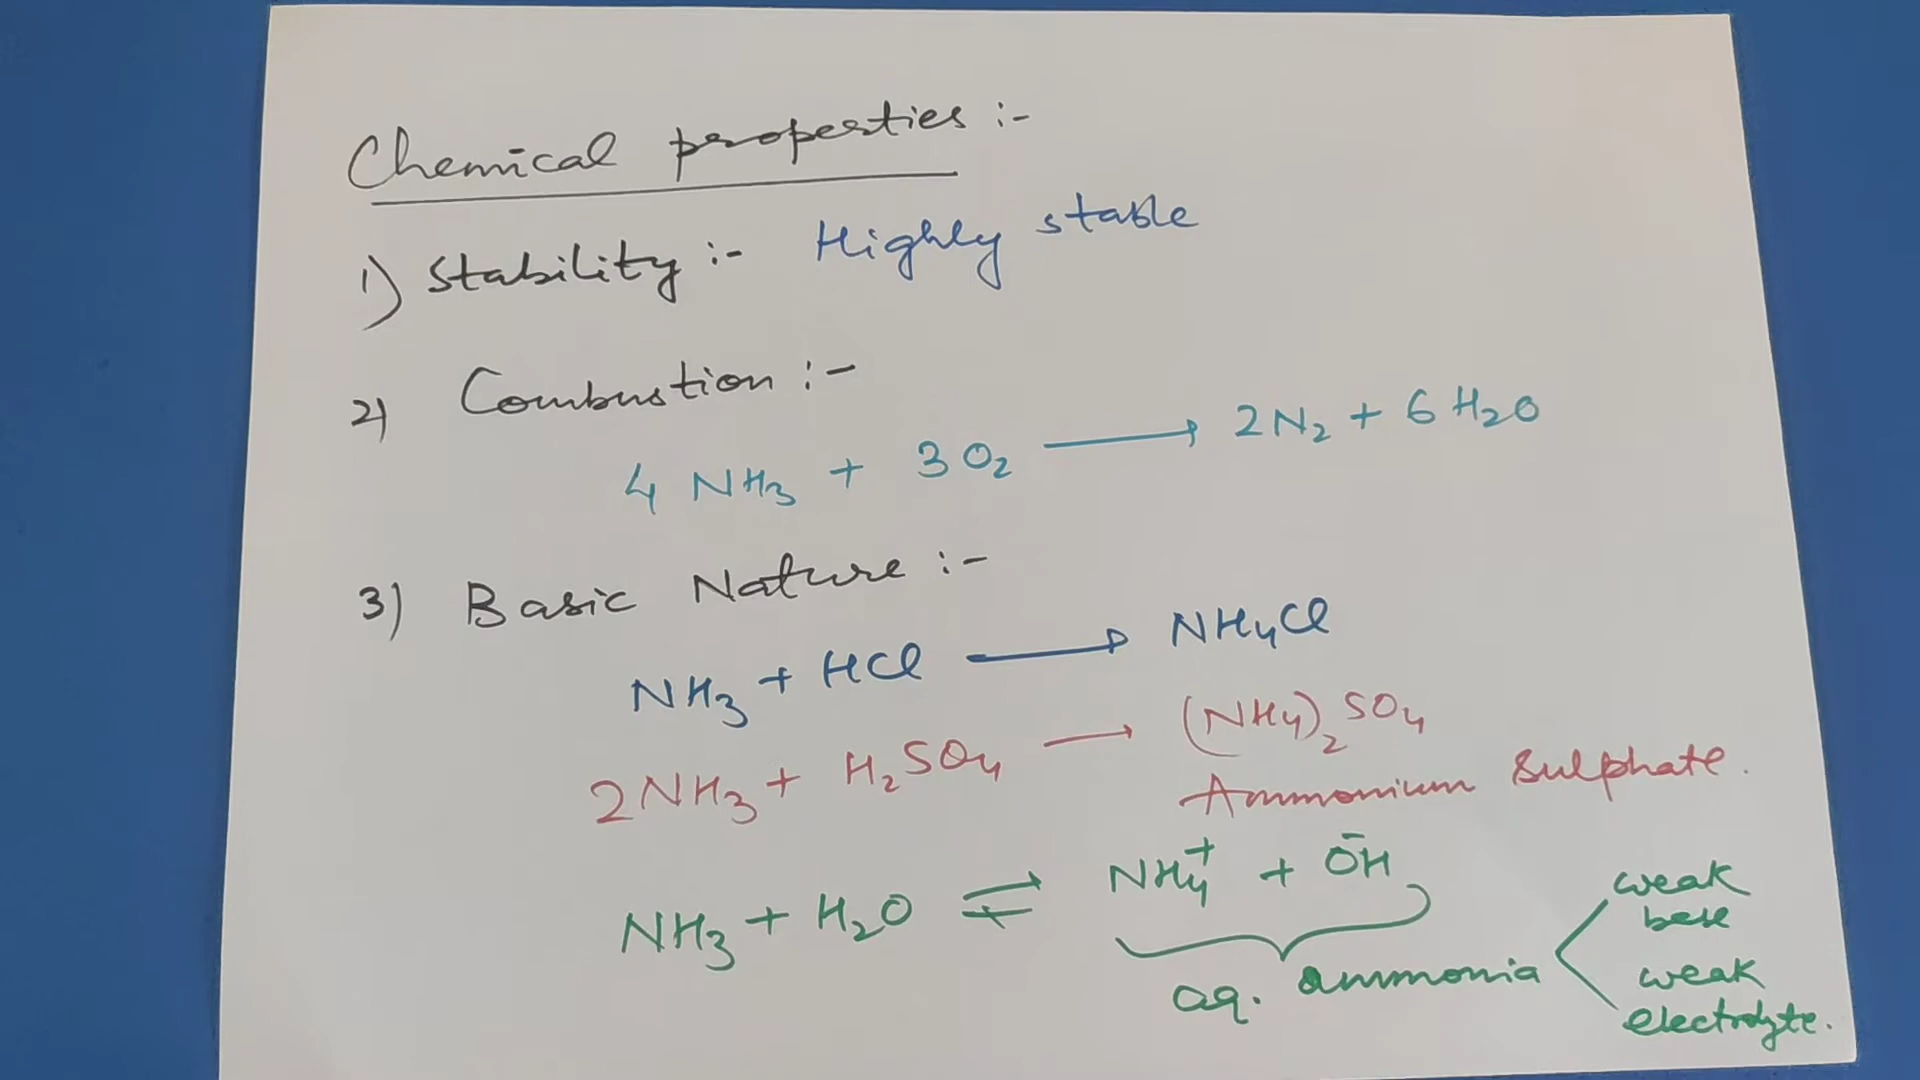 Chemical properties :-
1) Stability :- Highly stable
2) Combustion :-
4 NH3 + 3 O2 ⟶ 2N2 + 6 H2O
3) Basic Nature :-
NH3 + HCl ⟶ NH4Cl
2NH3 + H2SO4 ⟶ (NH4)2 SO4
Ammonium Sulphate.
NH3 + H2O ⇌ NH4+ + ŌH
aq. ammonia
weak
base
weak
electrolyte.